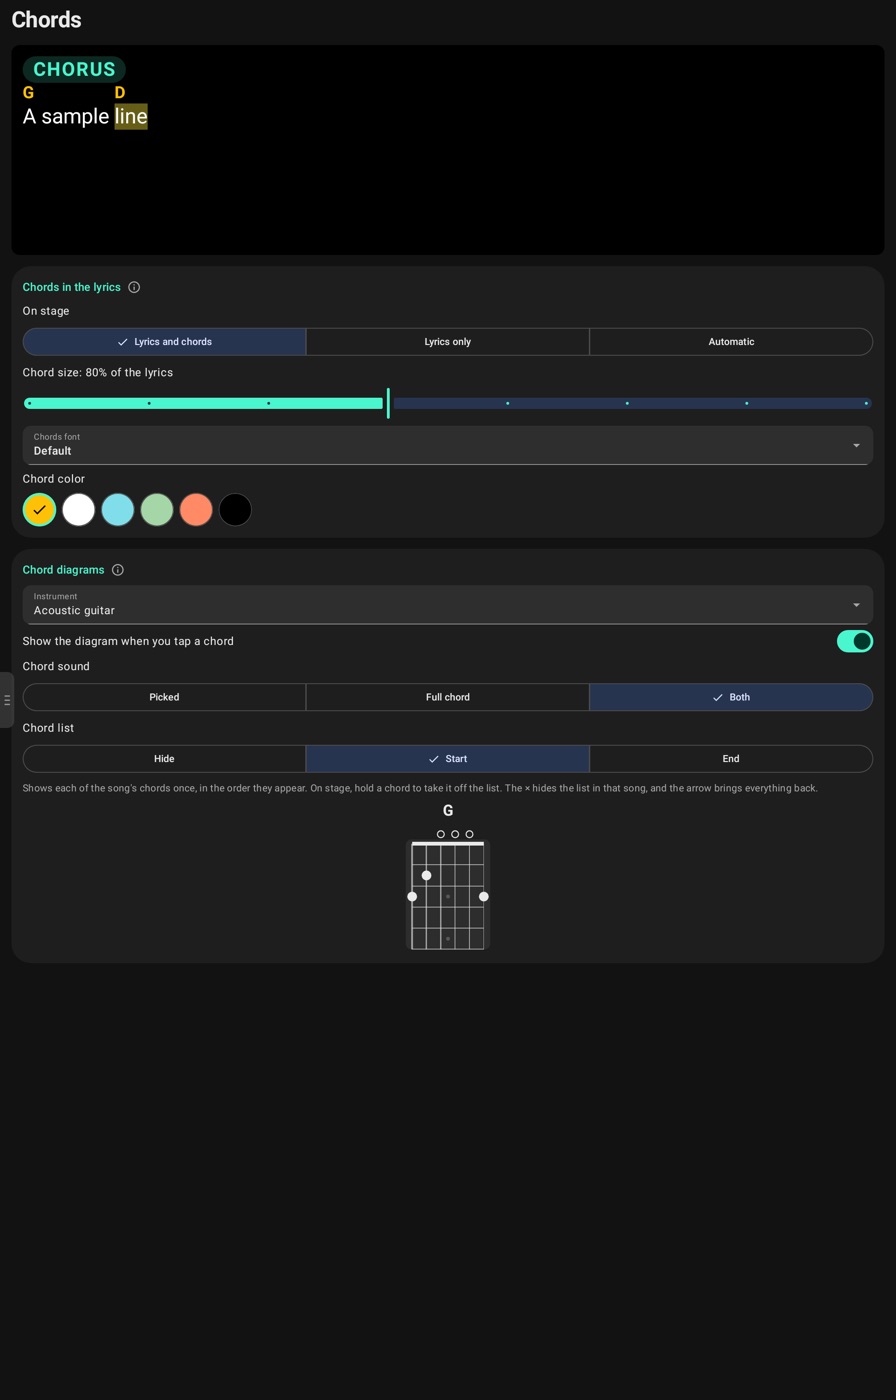 Chords
CHORUS
G D
A sample line
Chords in the lyrics
On stage
Lyrics and chords Lyrics only Automatic
Chord size: 80% of the lyrics
Chords font
Default
Chord color
Chord diagrams
Instrument
Acoustic guitar
Show the diagram when you tap a chord
Chord sound
Picked Full chord Both
Chord list
Hide Start End
Shows each of the song's chords once, in the order they appear. On stage, hold a chord to take it off the list. The × hides the list in that song, and the arrow brings everything back.
G